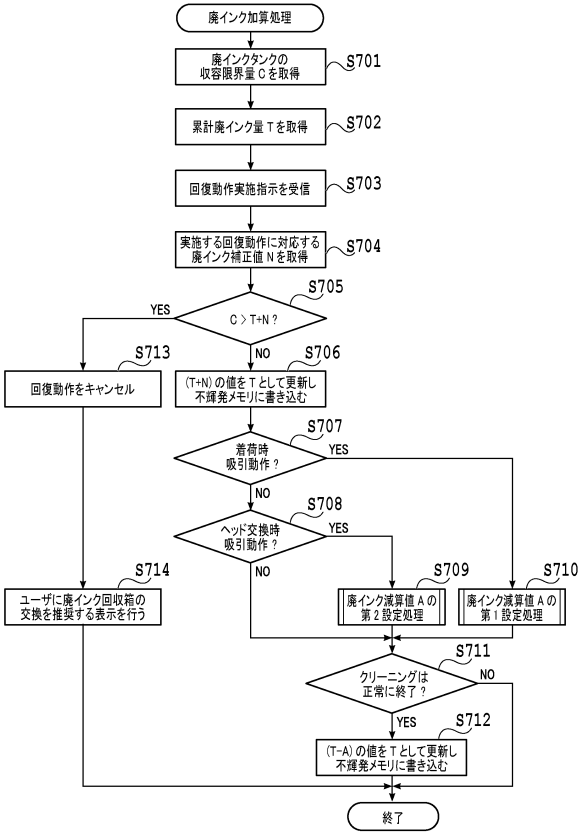 廃インク加算処理
廃インクタンクの
収容限界量Cを取得
S701
累計廃インク量Tを取得
S702
回復動作実施指示を受信
S703
実施する回復動作に対応する
廃インク補正値Nを取得
S704
C > T+N ?
S705
YES
NO
S713
回復動作をキャンセル
S706
(T+N)の値をTとして更新し
不揮発メモリに書き込む
S707
着荷時
吸引動作?
YES
NO
S708
ヘッド交換時
吸引動作?
YES
NO
S714
ユーザに廃インク回収箱の
交換を推奨する表示を行う
S709
廃インク減算値Aの
第2設定処理
S710
廃インク減算値Aの
第1設定処理
S711
クリーニングは
正常に終了?
NO
YES
S712
(T-A)の値をTとして更新し
不揮発メモリに書き込む
終了